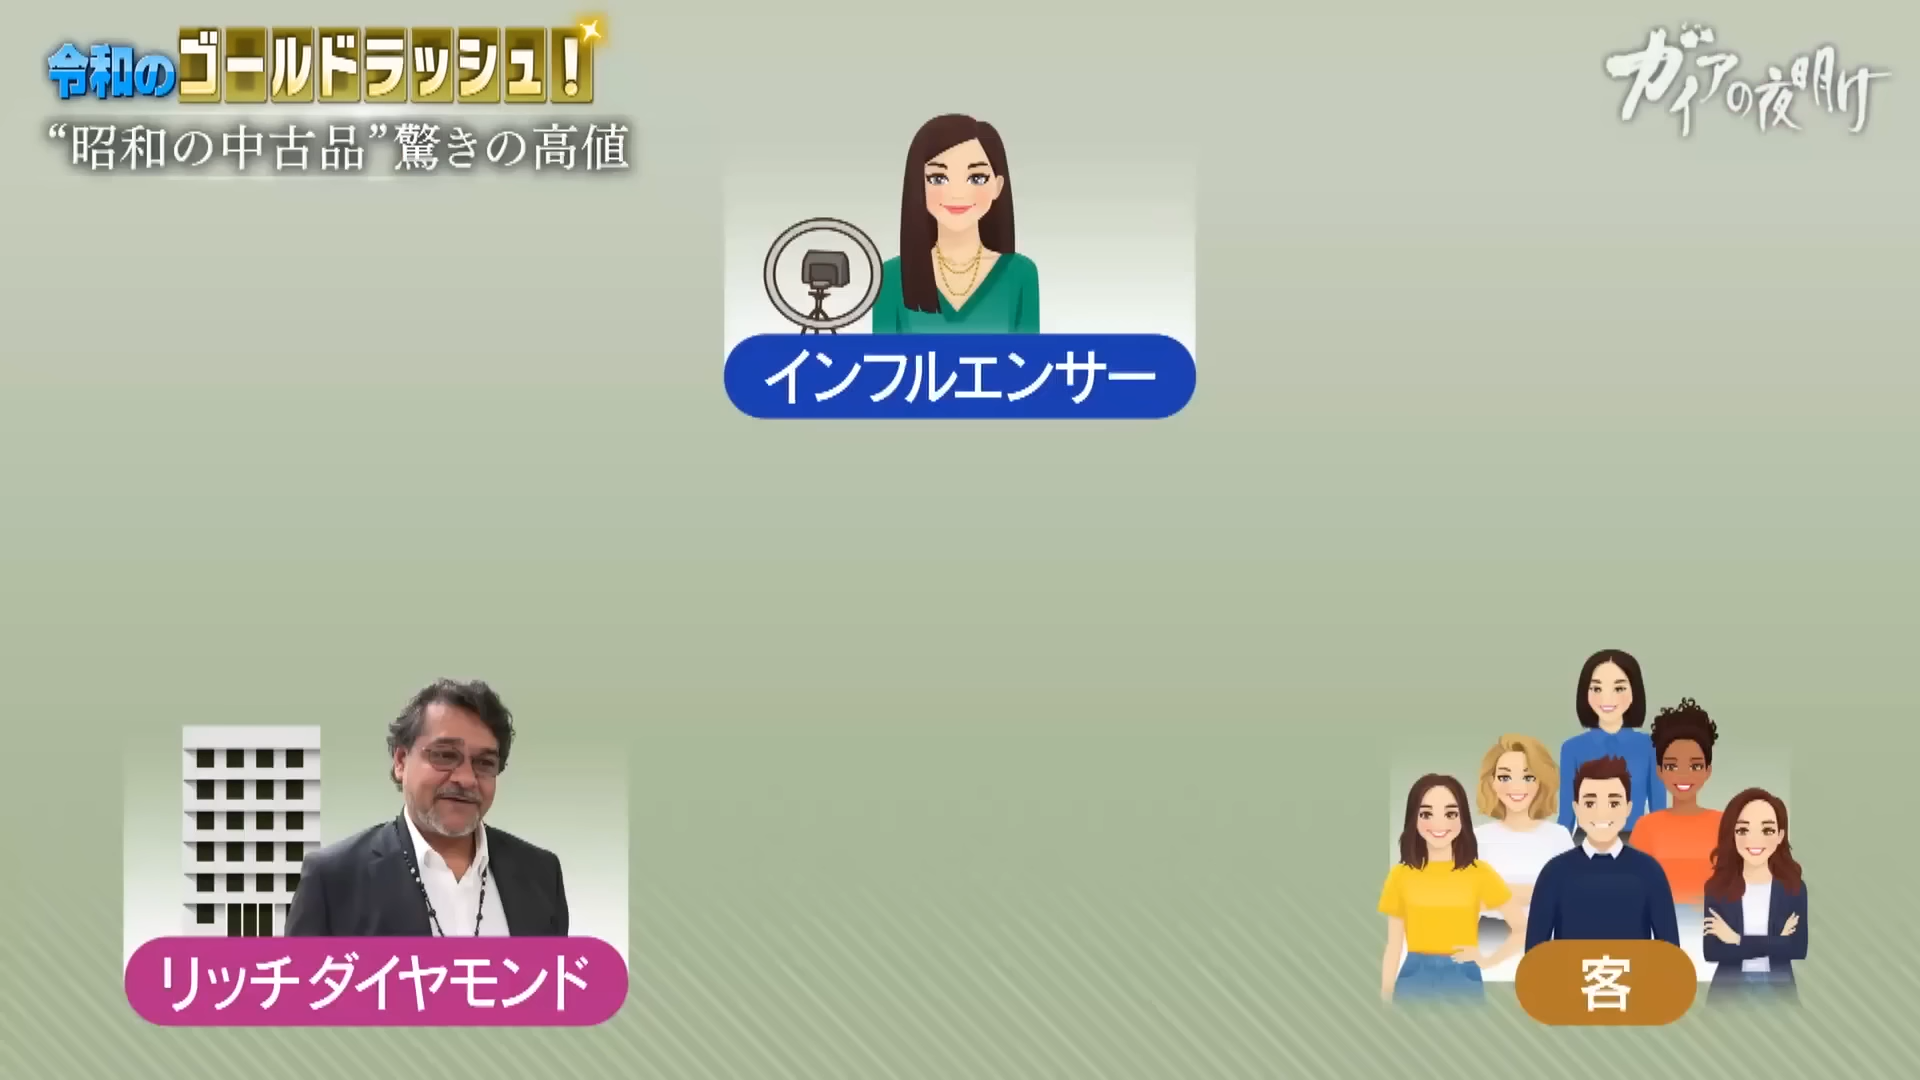 令和のゴールドラッシュ!
“昭和の中古品”驚きの高値
ガイアの夜明け
インフルエンサー
リッチダイヤモンド
客